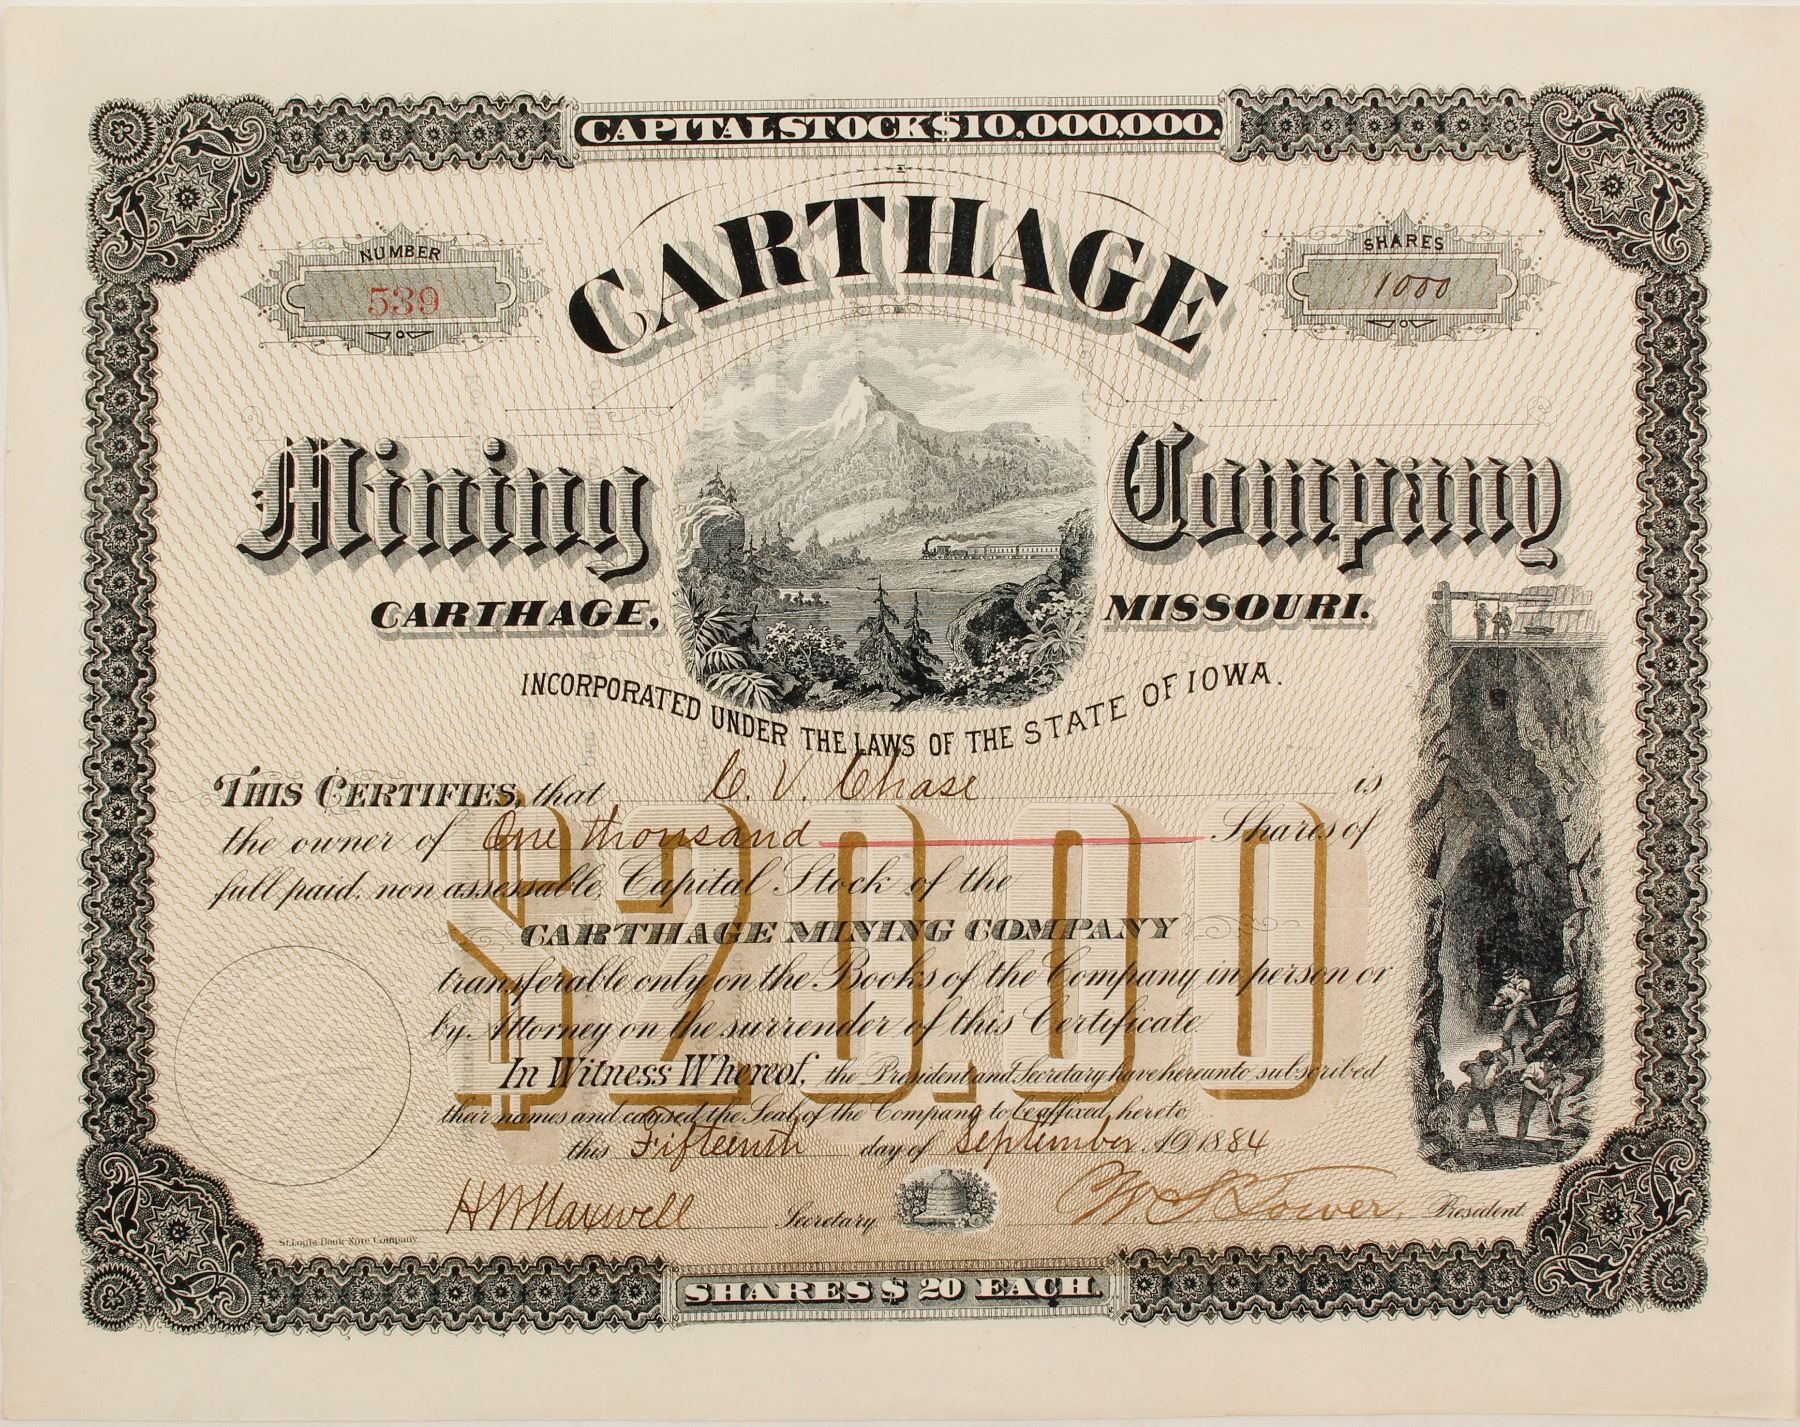 CAPITAL STOCK $10,000,000.
NUMBER
539
SHARES
1000
CARTHAGE
Mining Company
CARTHAGE, MISSOURI.
INCORPORATED UNDER THE LAWS OF THE STATE OF IOWA.
THIS CERTIFIES, that C. V. Chase is
the owner of One thousand Shares of
full paid, non assessable, Capital Stock of the
CARTHAGE MINING COMPANY
transferable only on the Books of the Company in person or
by Attorney on the surrender of this Certificate
$20.00
In Witness Whereof, the President and Secretary have hereunto subscribed
their names and caused the Seal of the Company to be affixed, hereto
this Fifteenth day of September AD 1884
H W Maxwell Secretary W. S. Tower, President
St. Louis Bank Note Company
SHARES $20 EACH.